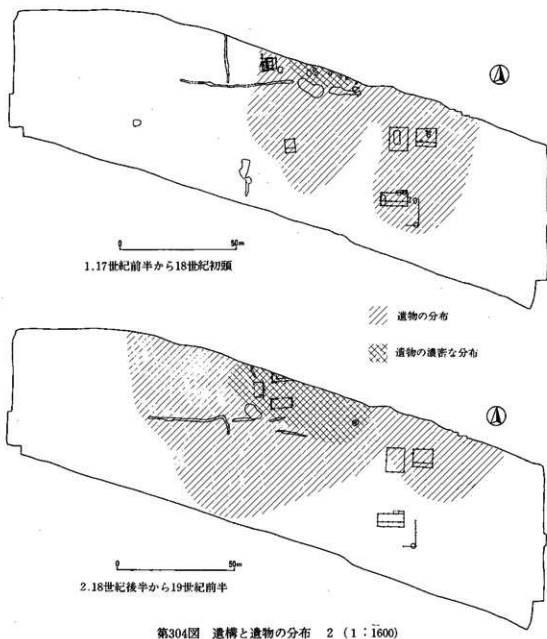 0 50m
1.17世紀前半から18世紀初頭
遺物の分布
遺物の濃密な分布
0 50m
2.18世紀後半から19世紀前半
第304図 遺構と遺物の分布 2 (1:1600)